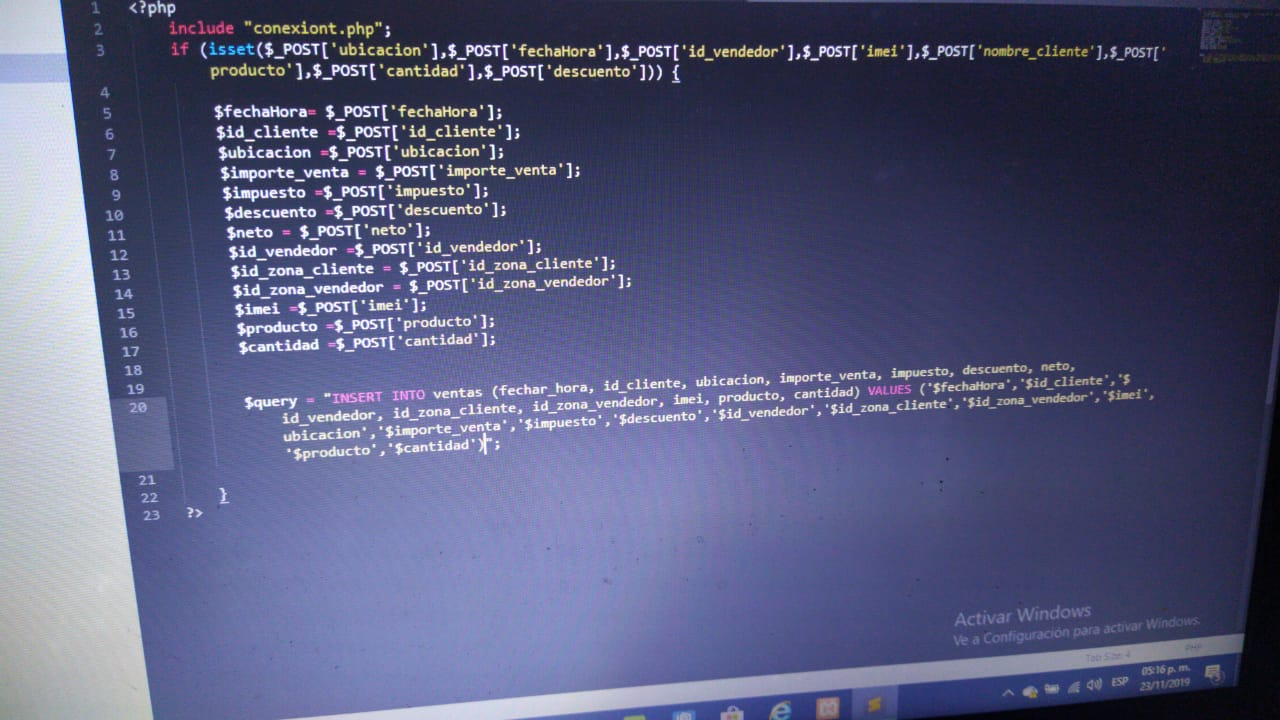 1 <?php
2 include "conexiont.php";
3 if (isset($_POST['ubicacion'],$_POST['fechaHora'],$_POST['id_vendedor'],$_POST['imei'],$_POST['nombre_cliente'],$_POST['
producto'],$_POST['cantidad'],$_POST['descuento'])) {
4
5 $fechaHora= $_POST['fechaHora'];
6 $id_cliente =$_POST['id_cliente'];
7 $ubicacion =$_POST['ubicacion'];
8 $importe_venta = $_POST['importe_venta'];
9 $impuesto =$_POST['impuesto'];
10 $descuento =$_POST['descuento'];
11 $neto = $_POST['neto'];
12 $id_vendedor =$_POST['id_vendedor'];
13 $id_zona_cliente = $_POST['id_zona_cliente'];
14 $id_zona_vendedor = $_POST['id_zona_vendedor'];
15 $imei =$_POST['imei'];
16 $producto =$_POST['producto'];
17 $cantidad =$_POST['cantidad'];
18
19
20 $query = "INSERT INTO ventas (fechar_hora, id_cliente, ubicacion, importe_venta, impuesto, descuento, neto,
id_vendedor, id_zona_cliente, id_zona_vendedor, imei, producto, cantidad) VALUES ('$fechaHora','$id_cliente','$
ubicacion','$importe_venta','$impuesto','$descuento','$id_vendedor','$id_zona_cliente','$id_zona_vendedor','$imei',
'$producto','$cantidad')";
21
22 }
23 ?>
Activar Windows
Ve a Configuración para activar Windows.
Tab Size: 4 PHP
ESP 05:16 p. m.
23/11/2019